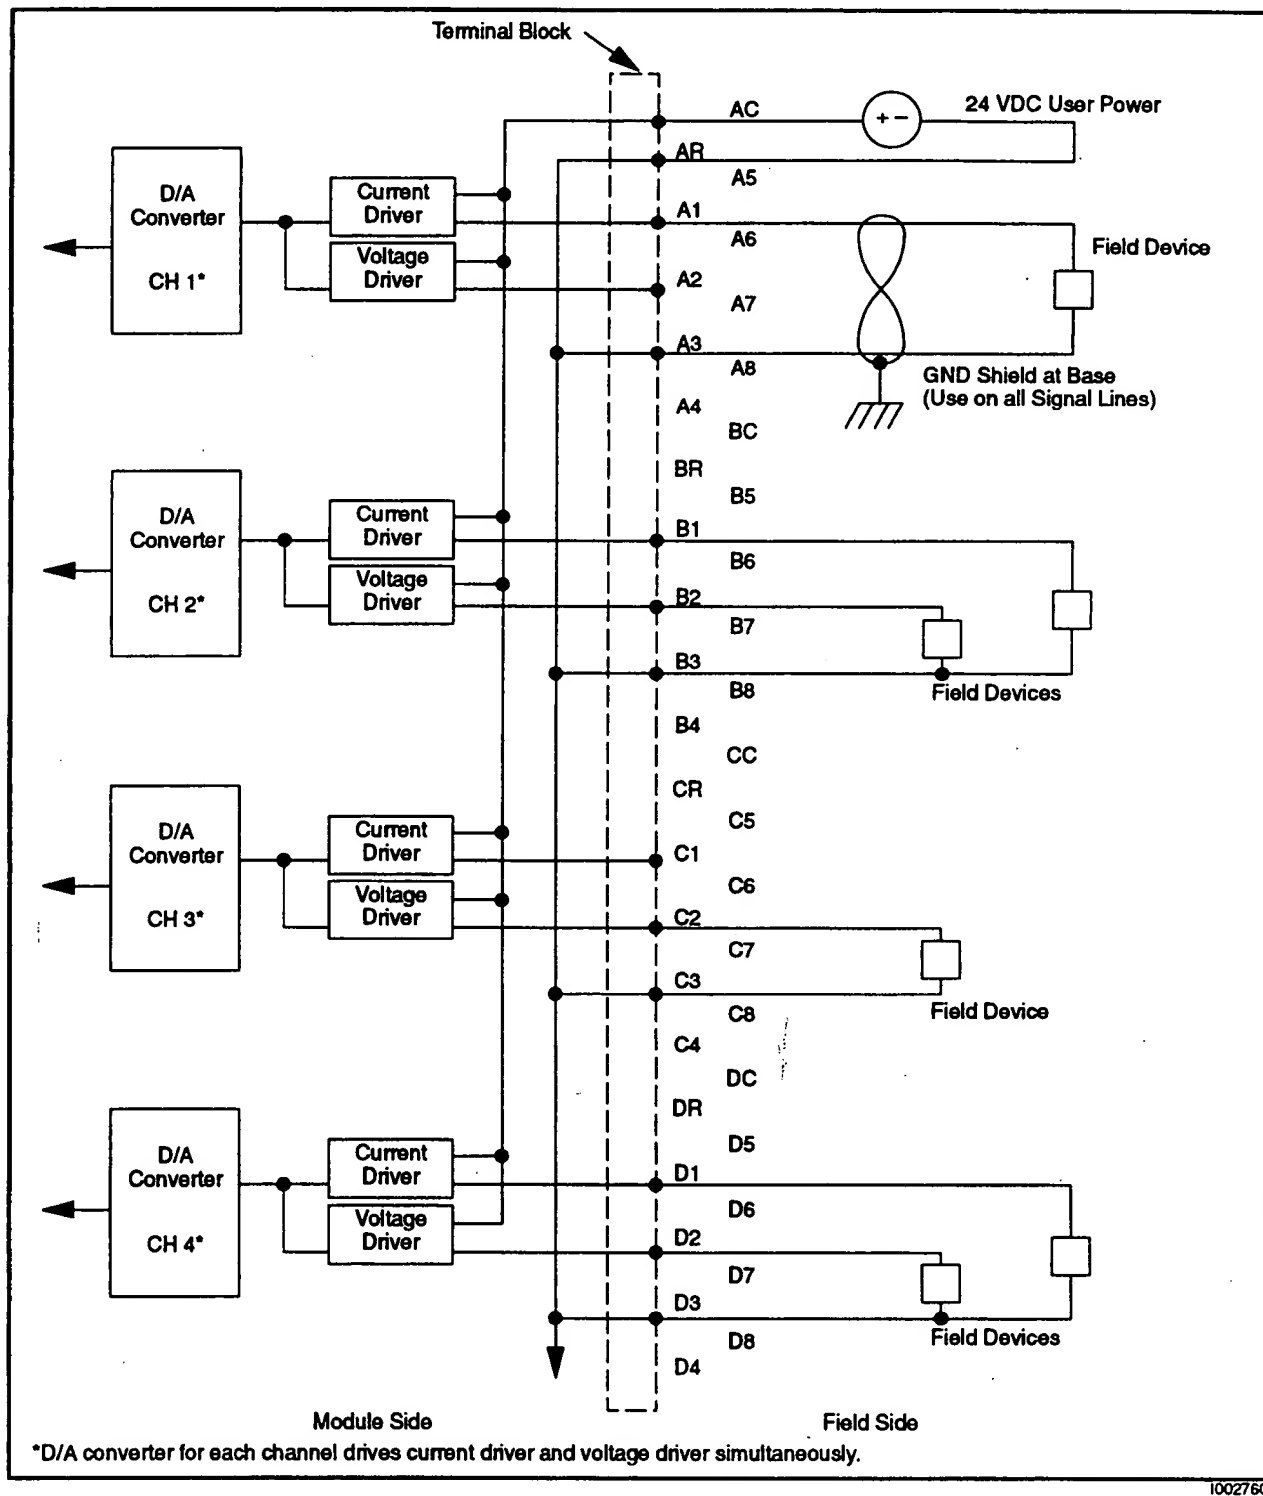 Terminal Block
24 VDC User Power
+ −
AC
AR
A5
D/A
Converter
CH 1*
Current
Driver
Voltage
Driver
A1
A6
A2
A7
A3
A8
A4
Field Device
GND Shield at Base
(Use on all Signal Lines)
BC
BR
B5
D/A
Converter
CH 2*
Current
Driver
Voltage
Driver
B1
B6
B2
B7
B3
B8
B4
Field Devices
CC
CR
C5
D/A
Converter
CH 3*
Current
Driver
Voltage
Driver
C1
C6
C2
C7
C3
C8
C4
Field Device
DC
DR
D5
D/A
Converter
CH 4*
Current
Driver
Voltage
Driver
D1
D6
D2
D7
D3
D8
D4
Field Devices
Module Side
Field Side
*D/A converter for each channel drives current driver and voltage driver simultaneously.
I002760